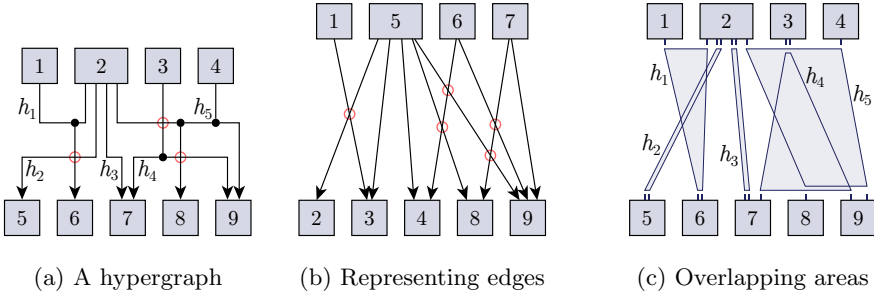 1 2 3 4
h1 h5
h2 h3 h4
5 6 7 8 9
(a) A hypergraph
1 5 6 7
2 3 4 8 9
(b) Representing edges
1 2 3 4
h1 h4
h5
h2 h3
5 6 7 8 9
(c) Overlapping areas